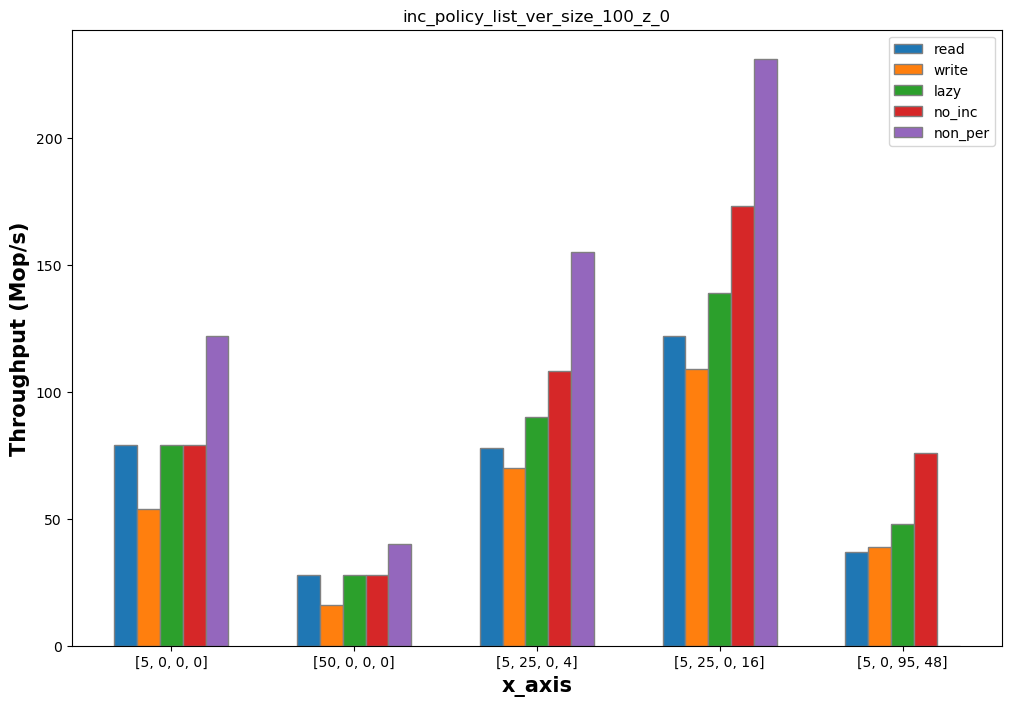 inc_policy_list_ver_size_100_z_0
read
write
lazy
no_inc
non_per
Throughput (Mop/s)
200
150
100
50
0
[5, 0, 0, 0]
[50, 0, 0, 0]
[5, 25, 0, 4]
[5, 25, 0, 16]
[5, 0, 95, 48]
x_axis